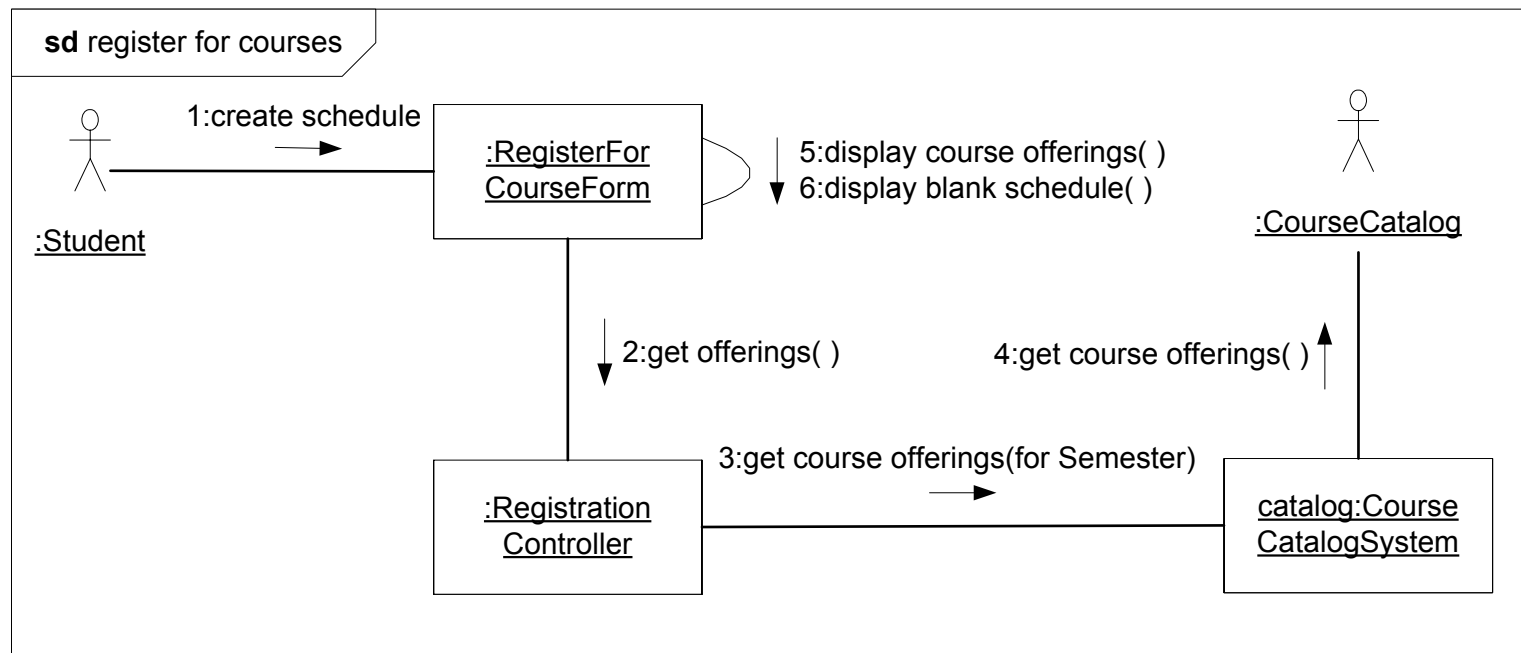 sd register for courses
1:create schedule
:Student
:RegisterFor
CourseForm
5:display course offerings( )
6:display blank schedule( )
:CourseCatalog
2:get offerings( )
4:get course offerings( )
3:get course offerings(for Semester)
:Registration
Controller
catalog:Course
CatalogSystem